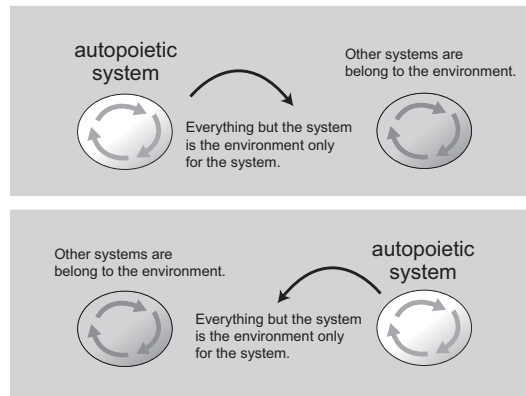 autopoietic
system
Other systems are
belong to the environment.
Everything but the system
is the environment only
for the system.
Other systems are
belong to the environment.
autopoietic
system
Everything but the system
is the environment only
for the system.